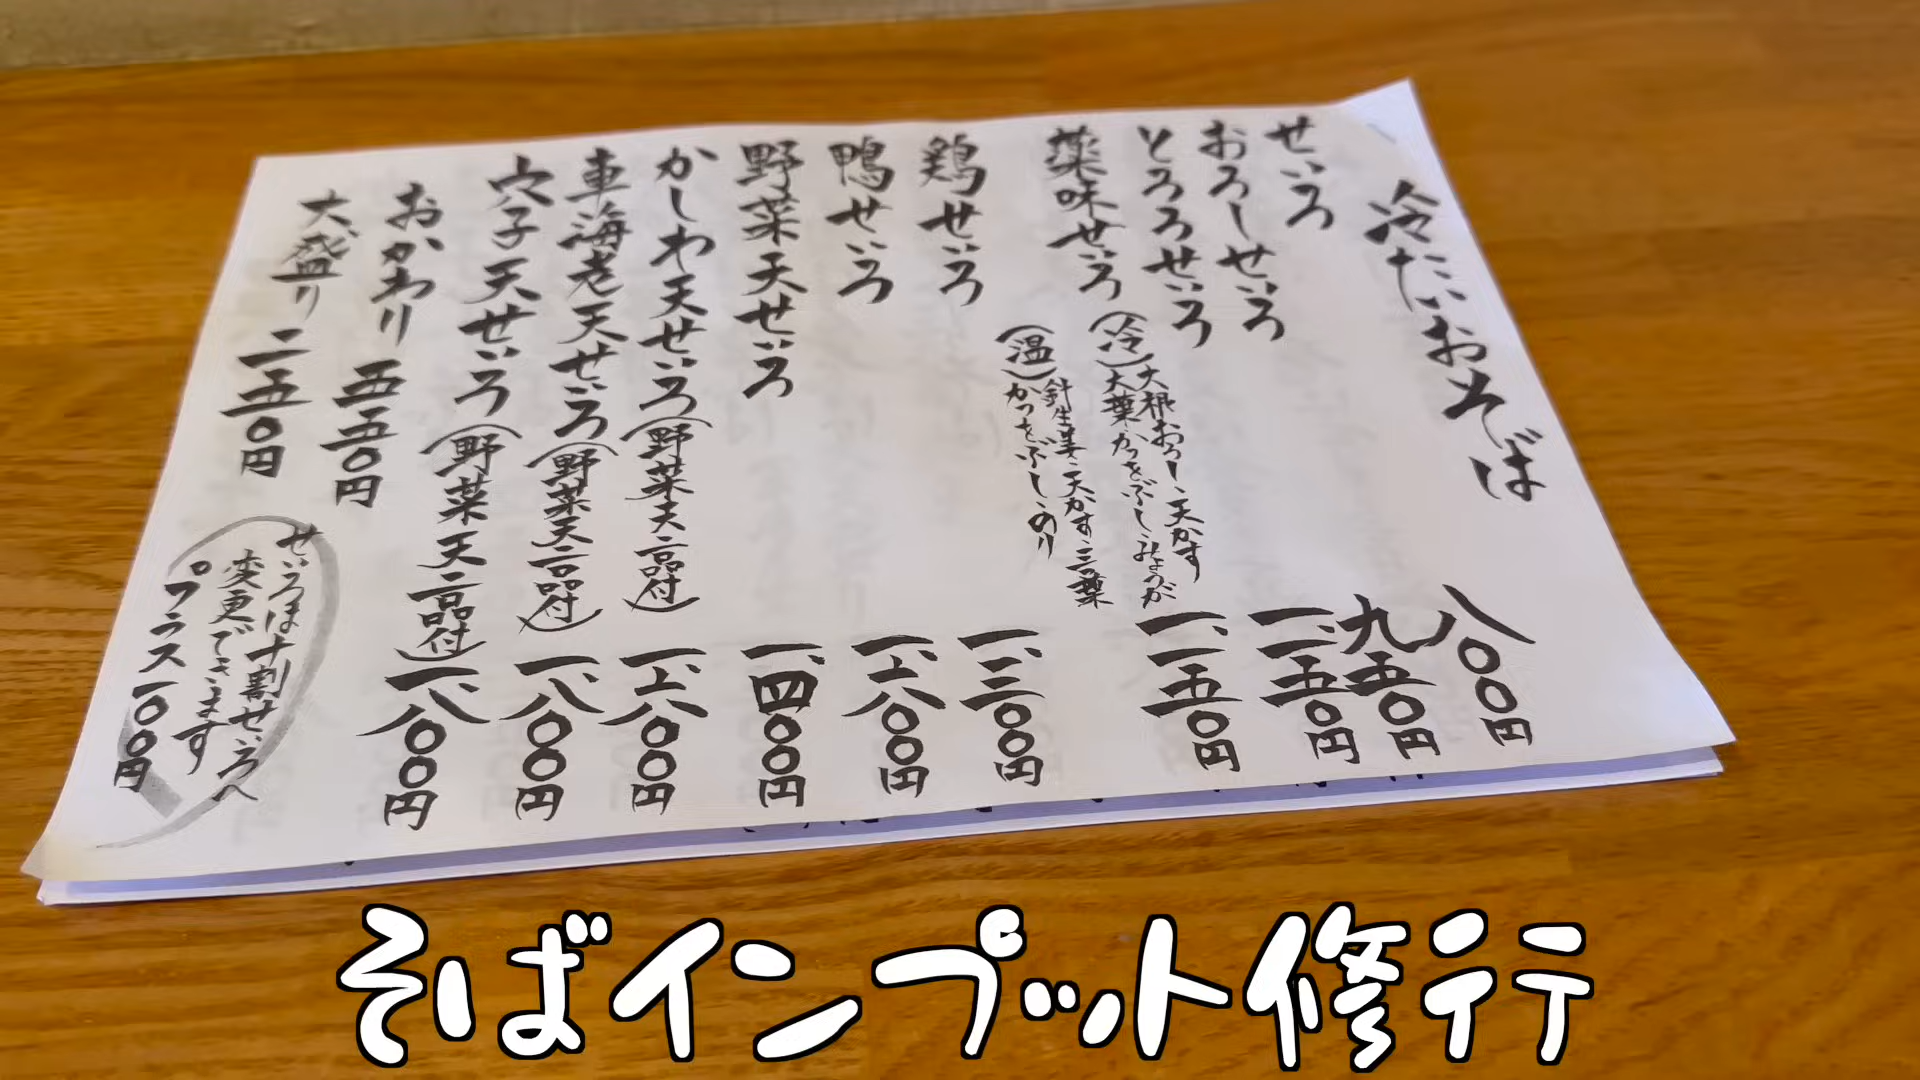 冷たいおそば
せいろ 八〇〇円
おろしせいろ 九五〇円
とろろせいろ 一、一五〇円
薬味せいろ (冷)大根おろし、天かす
大葉、かつをぶし、みょうが
(温)針生姜、天かす、三つ葉
かつをぶし、のり
一、一五〇円
鶏せいろ 一、三〇〇円
鴨せいろ 一、八〇〇円
野菜天せいろ 一、四〇〇円
かしわ天せいろ(野菜天二品付) 一、八〇〇円
車海老天せいろ(野菜天二品付) 一、八〇〇円
穴子天せいろ(野菜天二品付) 一、八〇〇円
おかわり 五五〇円
大盛り 二五〇円
せいろは十割せいろへ
変更できます
プラス一〇〇円
そばインプット修行